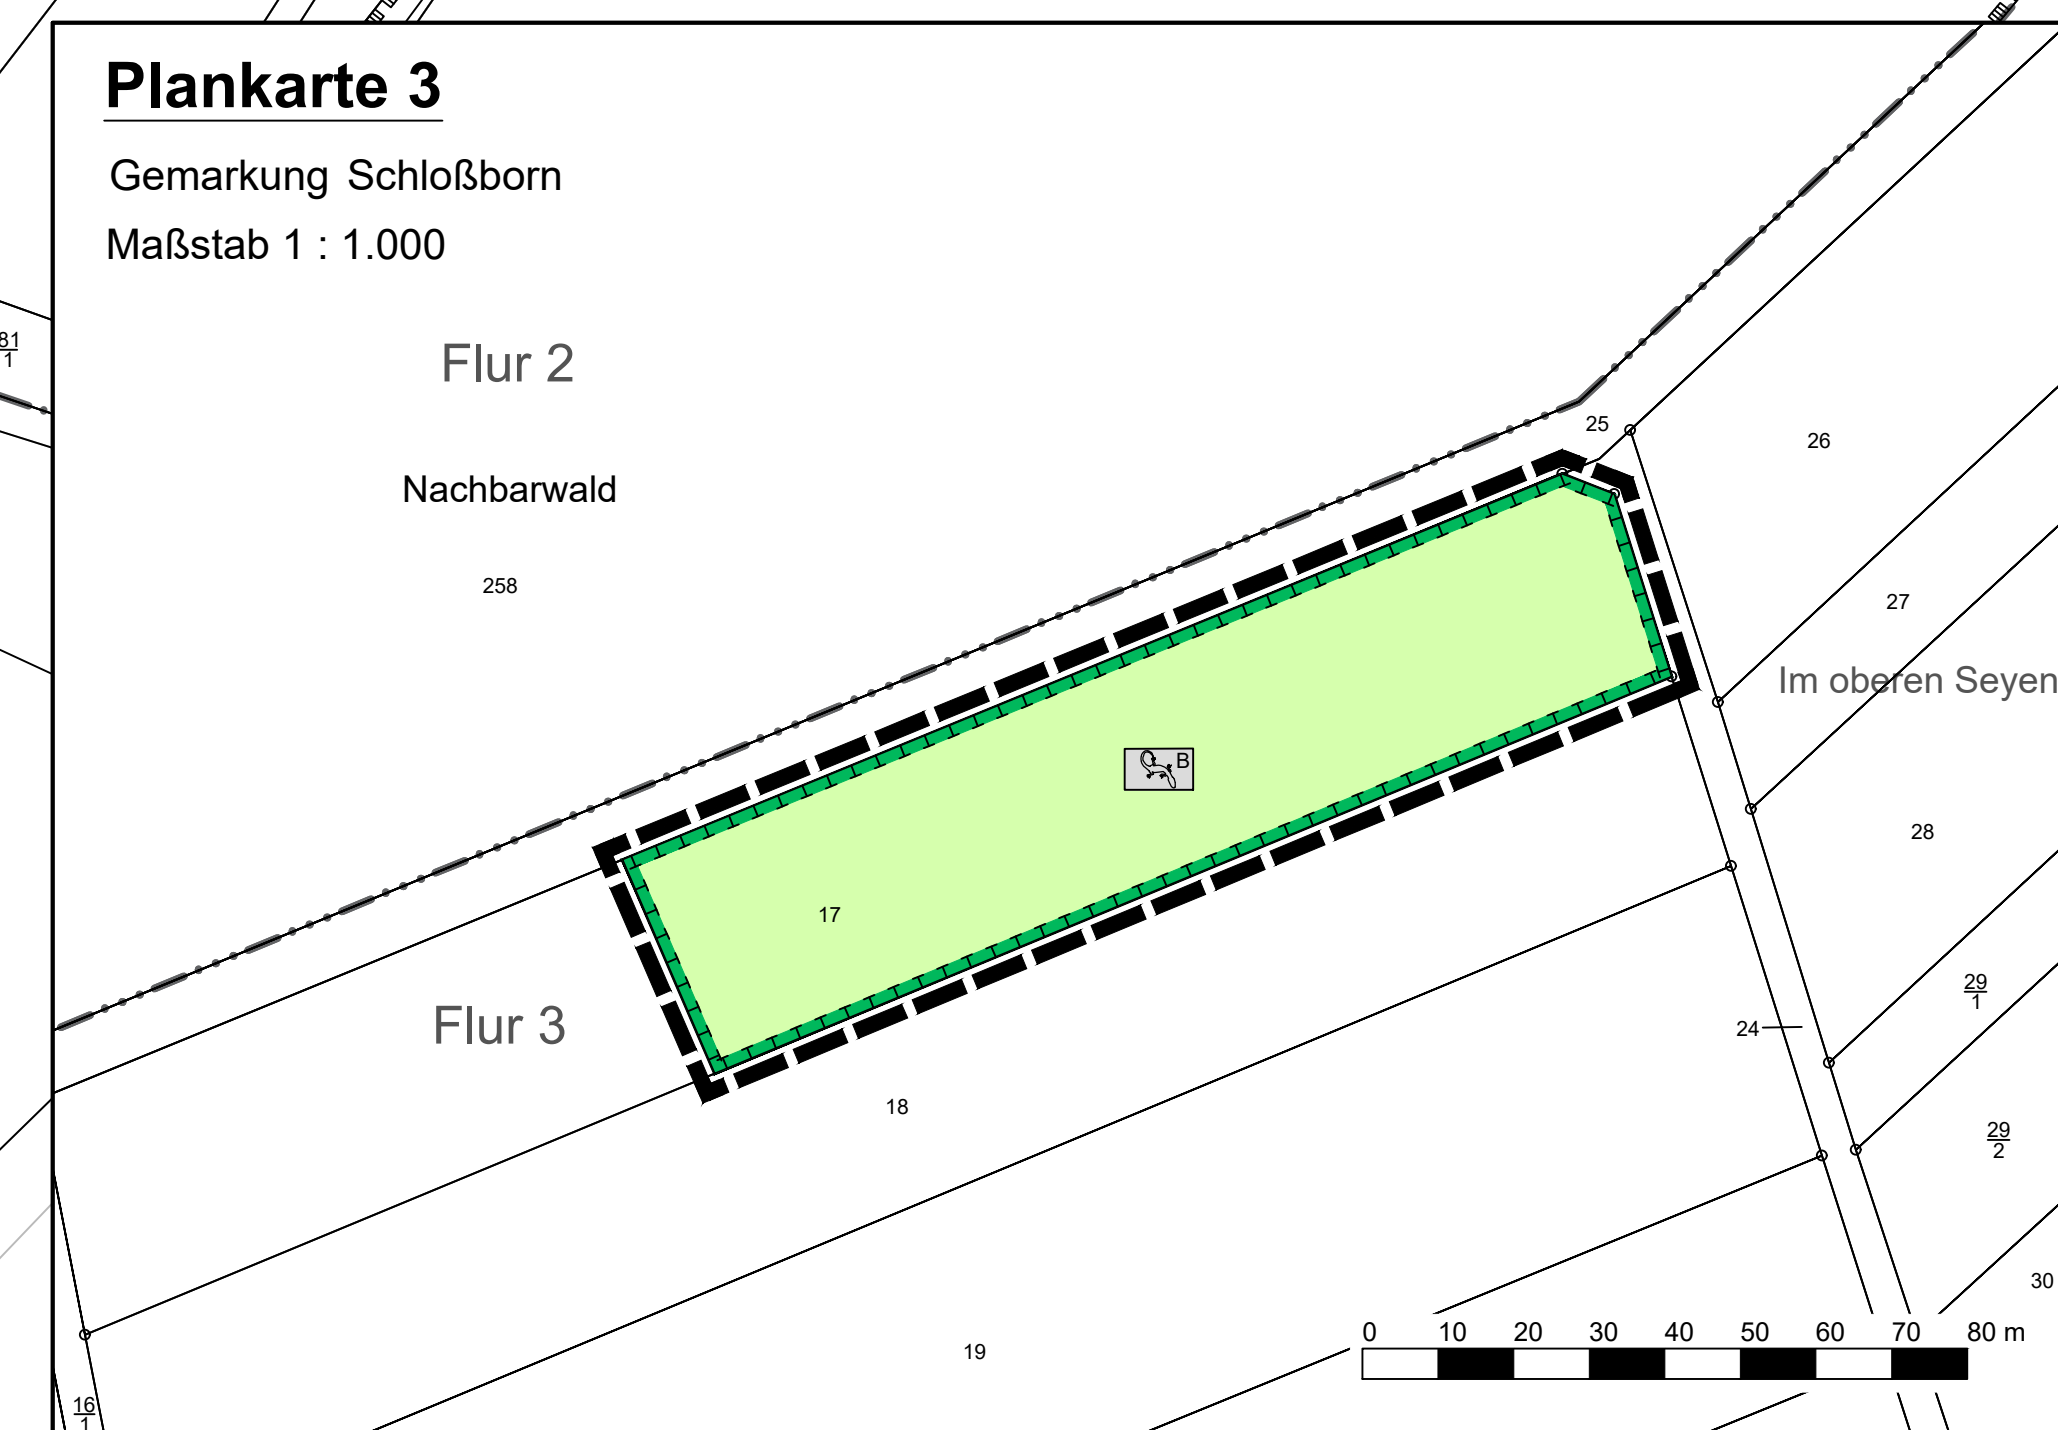 Plankarte 3
Gemarkung Schloßborn
Maßstab 1 : 1.000
81
1
Flur 2
25
26
Nachbarwald
258
27
Im oberen Seyen
B
28
17
29
1
Flur 3
24
18
29
2
30
0 10 20 30 40 50 60 70 80 m
19
16
1